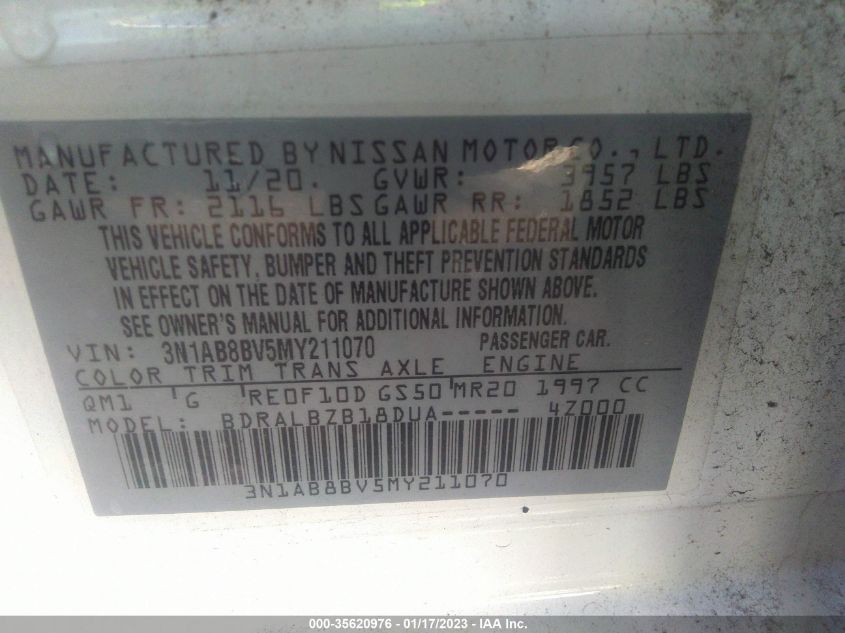 MANUFACTURED BY NISSAN MOTOR CO., LTD.
DATE: 11/20. GVWR: 3957 LBS
GAWR FR: 2116 LBS GAWR RR: 1852 LBS
THIS VEHICLE CONFORMS TO ALL APPLICABLE FEDERAL MOTOR
VEHICLE SAFETY, BUMPER AND THEFT PREVENTION STANDARDS
IN EFFECT ON THE DATE OF MANUFACTURE SHOWN ABOVE.
SEE OWNER'S MANUAL FOR ADDITIONAL INFORMATION.
VIN: 3N1AB8BV5MY211070 PASSENGER CAR.
COLOR TRIM TRANS AXLE ENGINE
QM1 ' G 'RE0F10D GS50'MR20 1997 CC
MODEL: BDRALBZB18DUA----- 4Z000
3N1AB8BV5MY211070
000-35620976 - 01/17/2023 - IAA Inc.